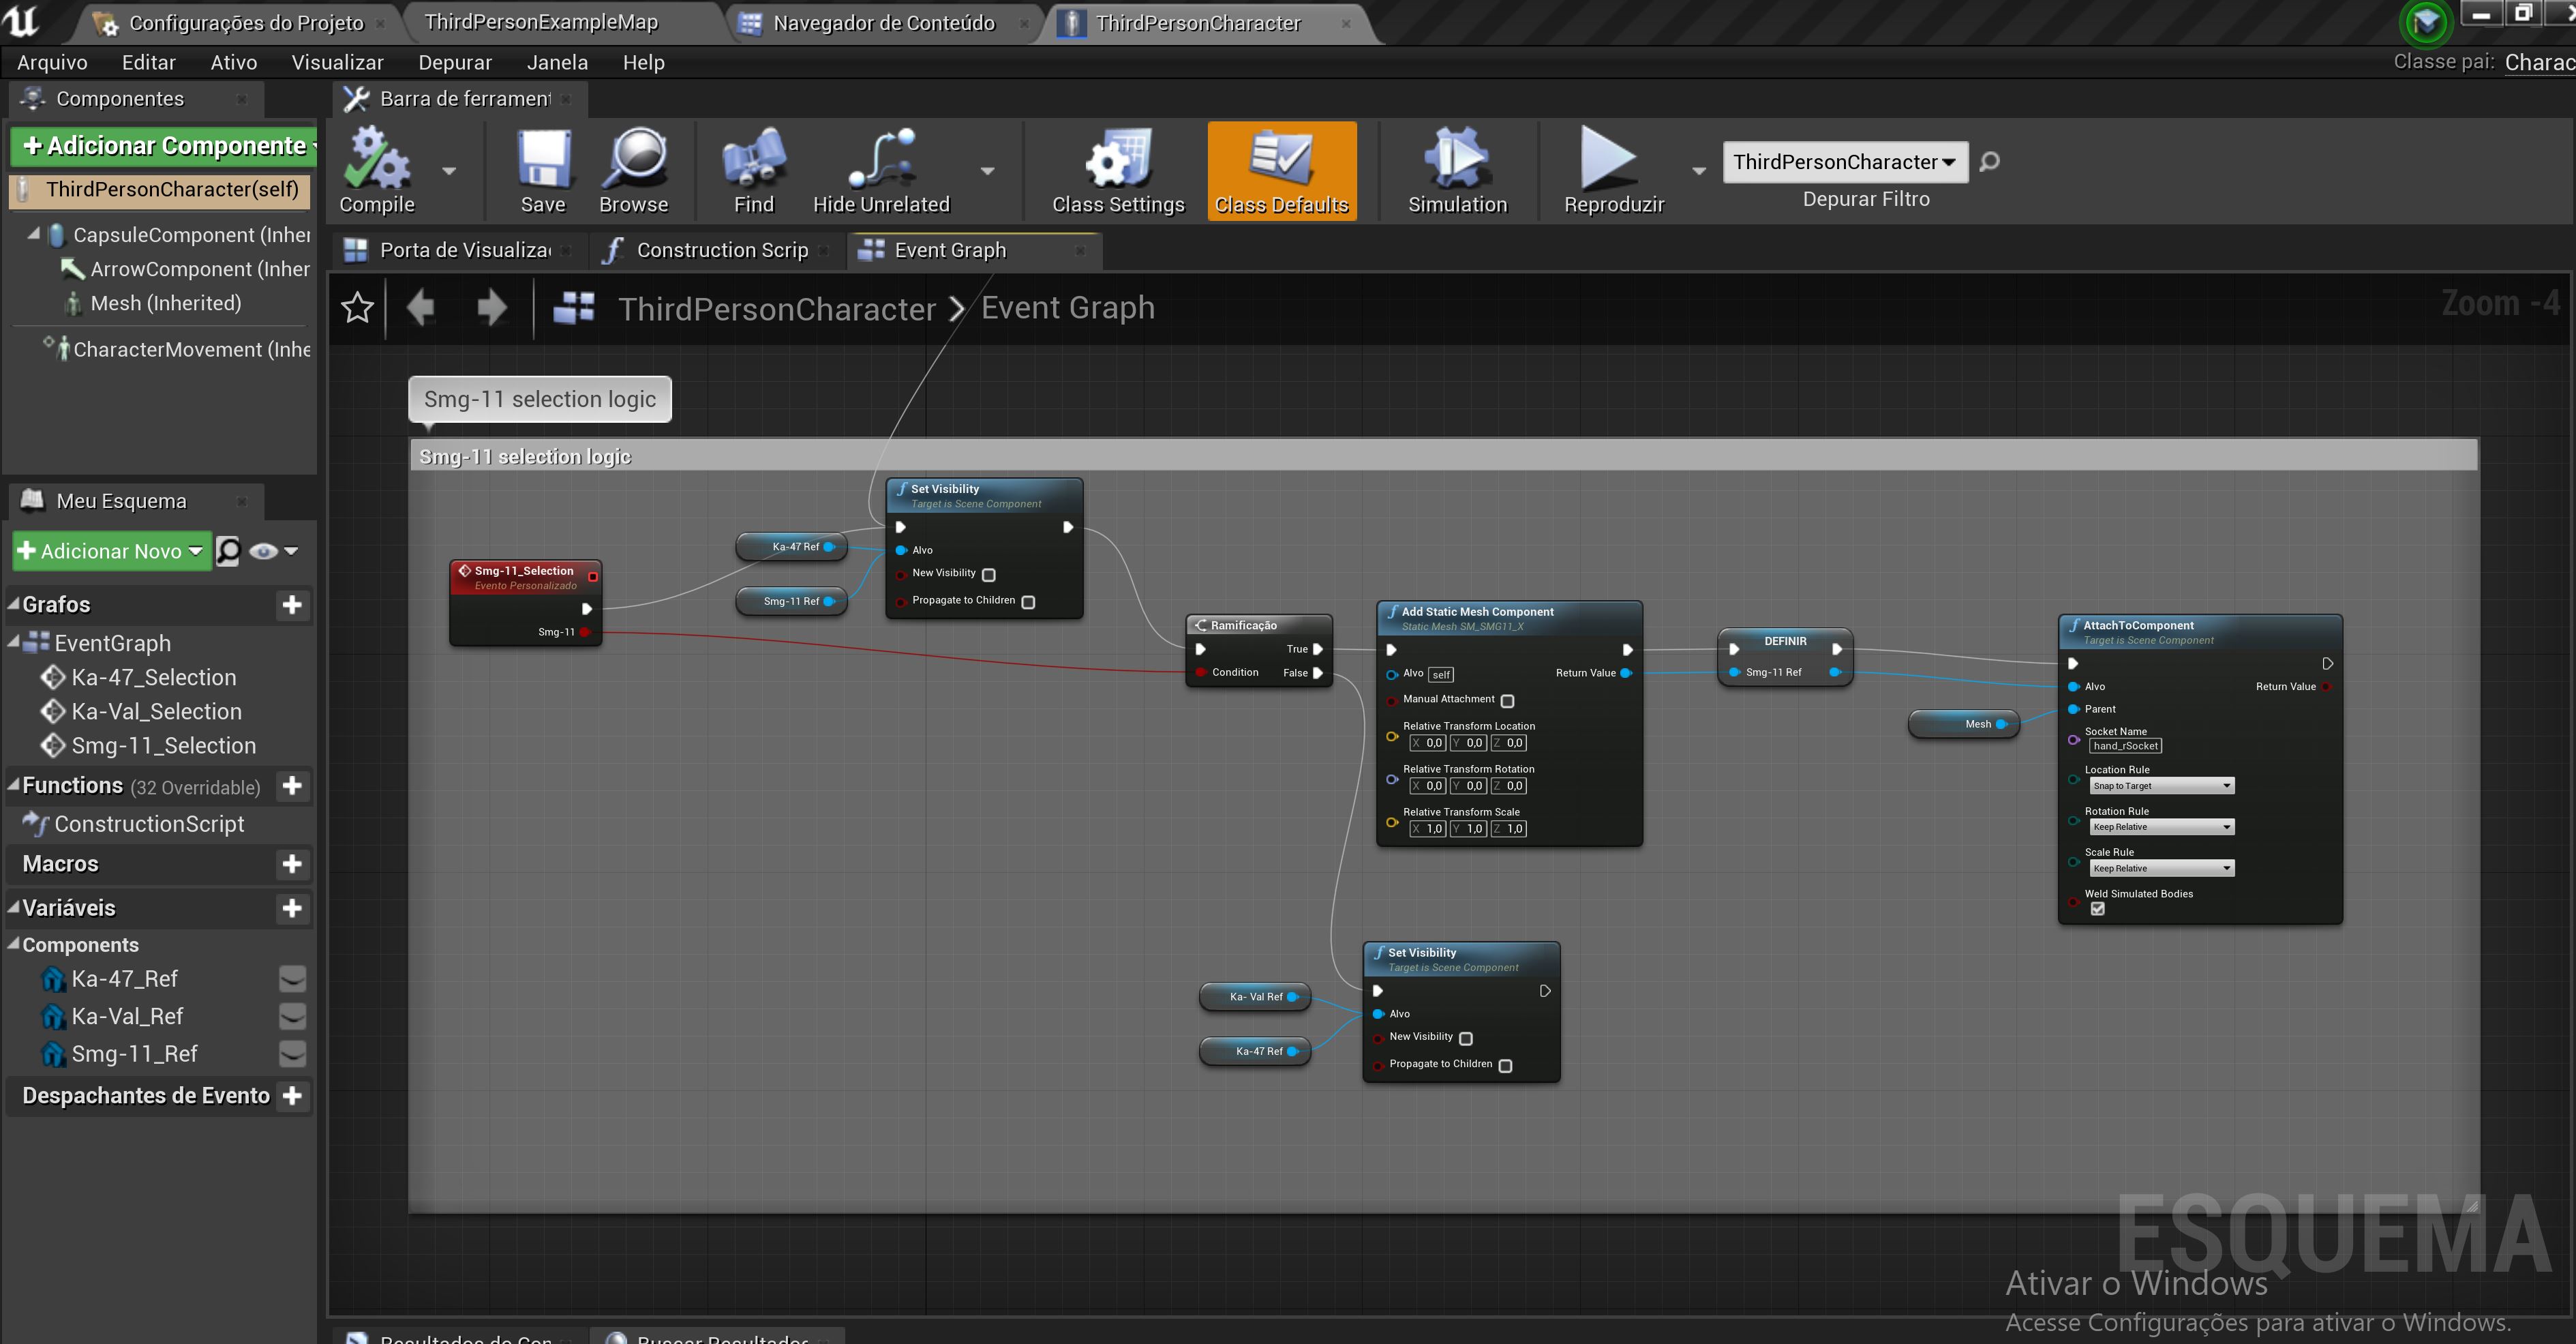 Configurações do Projeto
ThirdPersonExampleMap
Navegador de Conteúdo
ThirdPersonCharacter
Arquivo Editar Ativo Visualizar Depurar Janela Help
Classe pai: Charac
Componentes
Barra de ferrament
+Adicionar Componente
ThirdPersonCharacter(self)
CapsuleComponent (Inher
ArrowComponent (Inher
Mesh (Inherited)
CharacterMovement (Inhe
Compile
Save
Browse
Find
Hide Unrelated
Class Settings
Class Defaults
Simulation
Reproduzir
ThirdPersonCharacter
Depurar Filtro
Porta de Visualiza
Construction Scrip
Event Graph
ThirdPersonCharacter > Event Graph
Zoom -4
Meu Esquema
+Adicionar Novo
Grafos
EventGraph
Ka-47_Selection
Ka-Val_Selection
Smg-11_Selection
Functions (32 Overridable)
ConstructionScript
Macros
Variáveis
Components
Ka-47_Ref
Ka-Val_Ref
Smg-11_Ref
Despachantes de Evento
Smg-11 selection logic
Smg-11 selection logic
Smg-11_Selection
Evento Personalizado
Smg-11
Ka-47 Ref
Smg-11 Ref
Set Visibility
Target is Scene Component
Alvo
New Visibility
Propagate to Children
Ramificação
True
Condition False
Add Static Mesh Component
Static Mesh SM_SMG11_X
Alvo self Return Value
Manual Attachment
Relative Transform Location
X 0,0 Y 0,0 Z 0,0
Relative Transform Rotation
X 0,0 Y 0,0 Z 0,0
Relative Transform Scale
X 1,0 Y 1,0 Z 1,0
DEFINIR
Smg-11 Ref
Mesh
AttachToComponent
Target is Scene Component
Alvo Return Value
Parent
Socket Name
hand_rSocket
Location Rule
Snap to Target
Rotation Rule
Keep Relative
Scale Rule
Keep Relative
Weld Simulated Bodies
Ka- Val Ref
Ka-47 Ref
Set Visibility
Target is Scene Component
Alvo
New Visibility
Propagate to Children
ESQUEMA
Ativar o Windows
Acesse Configurações para ativar o Windows.
Resultados do Com
Buscar Resultados